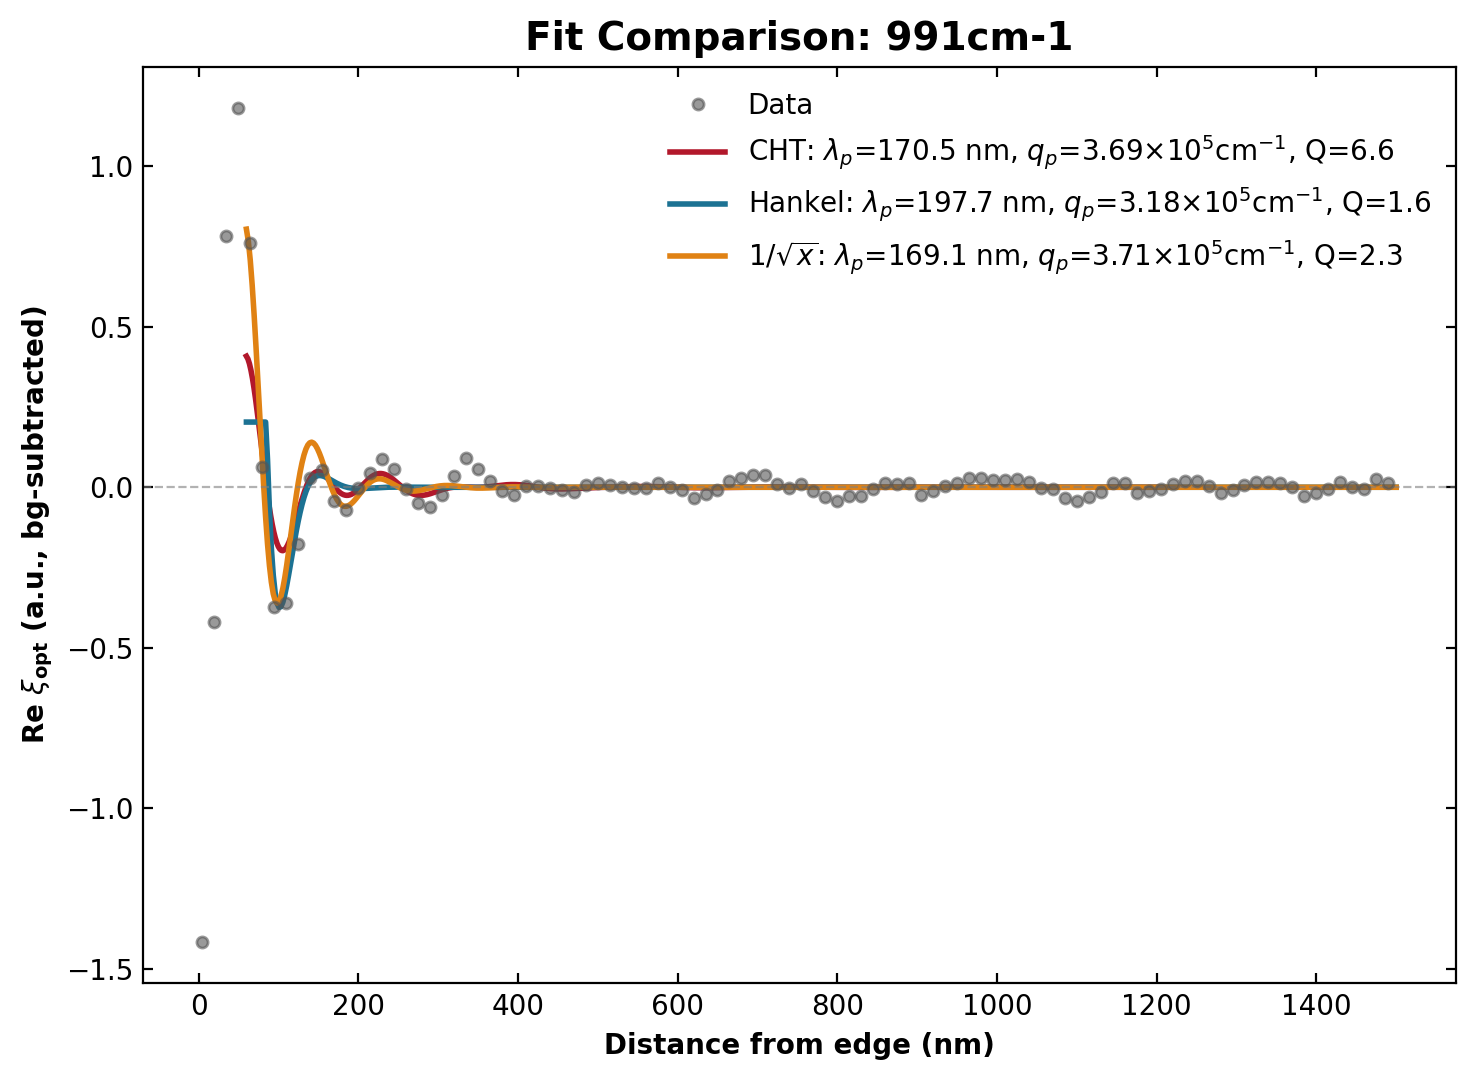 Fit Comparison: 991cm-1
Data
CHT: λp=170.5 nm, qp=3.69×10⁵cm⁻¹, Q=6.6
Hankel: λp=197.7 nm, qp=3.18×10⁵cm⁻¹, Q=1.6
1/√x: λp=169.1 nm, qp=3.71×10⁵cm⁻¹, Q=2.3
Re ξopt (a.u., bg-subtracted)
1.0
0.5
0.0
−0.5
−1.0
−1.5
0 200 400 600 800 1000 1200 1400
Distance from edge (nm)